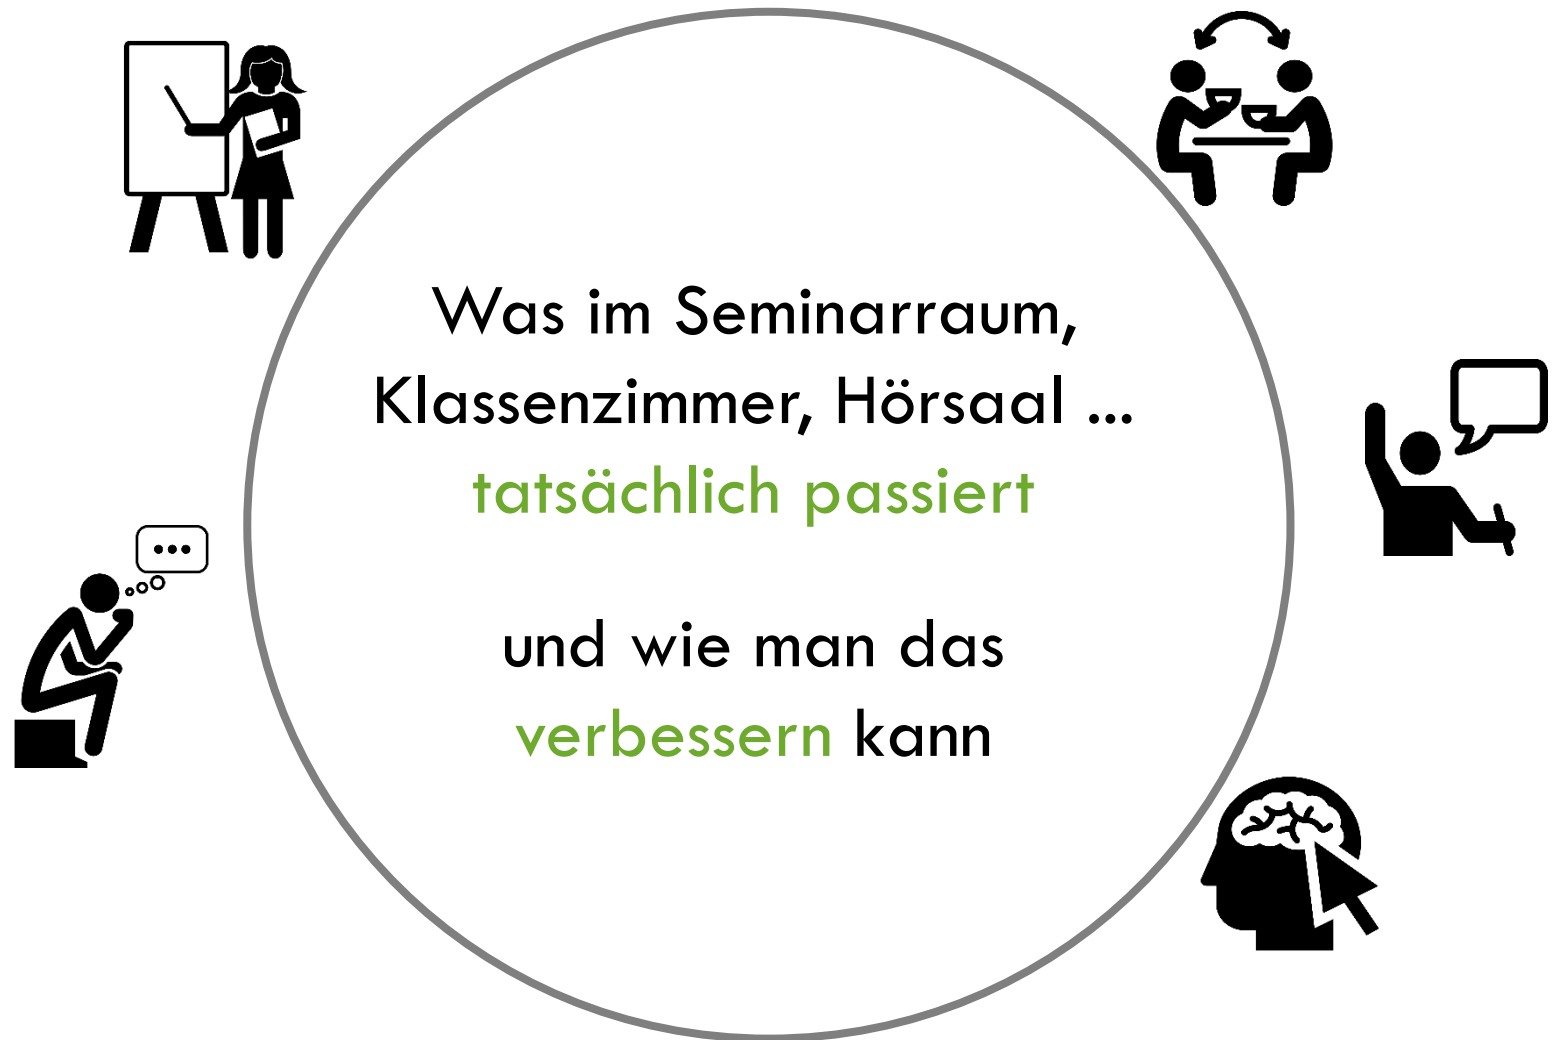 Was im Seminarraum,
Klassenzimmer, Hörsaal ...
tatsächlich passiert
und wie man das
verbessern kann